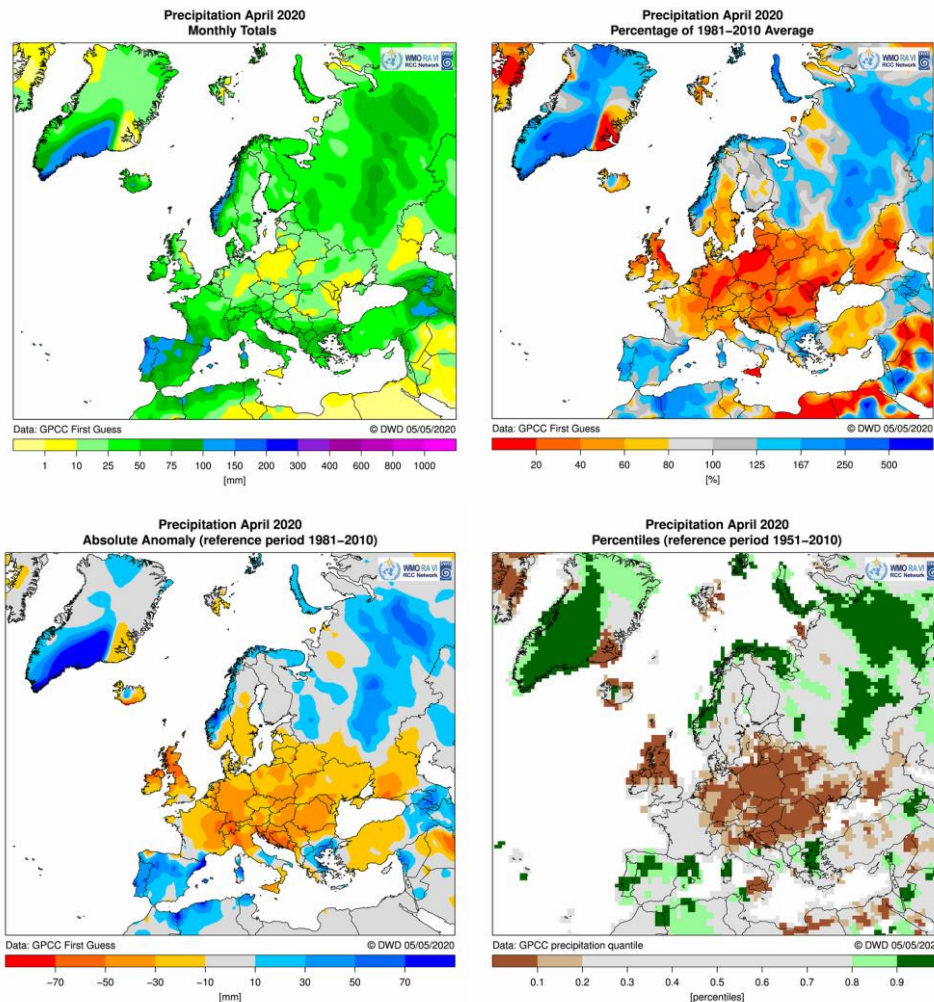 Precipitation April 2020
Monthly Totals
WMO RA VI
RCC Network
Data: GPCC First Guess
© DWD 05/05/2020
1 10 25 50 75 100 150 200 300 400 600 800 1000
[mm]
Precipitation April 2020
Percentage of 1981−2010 Average
WMO RA VI
RCC Network
Data: GPCC First Guess
© DWD 05/05/2020
20 40 60 80 100 125 167 250 500
[%]
Precipitation April 2020
Absolute Anomaly (reference period 1981−2010)
WMO RA VI
RCC Network
Data: GPCC First Guess
© DWD 05/05/2020
−70 −50 −30 −10 10 30 50 70
[mm]
Precipitation April 2020
Percentiles (reference period 1951−2010)
WMO RA VI
RCC Network
Data: GPCC precipitation quantile
© DWD 05/05/202
0.1 0.2 0.3 0.4 0.5 0.6 0.7 0.8 0.9
[percentiles]